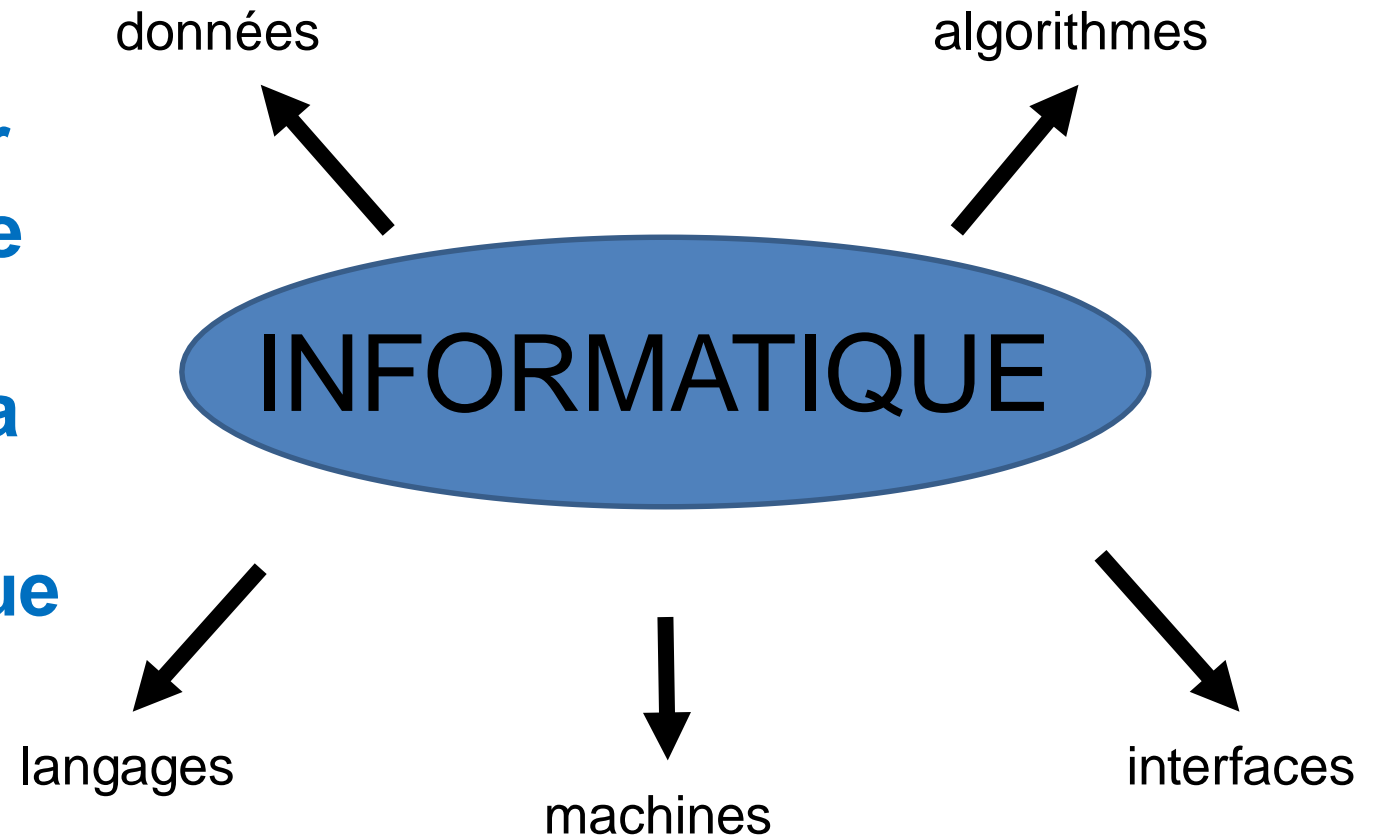 données
algorithmes
INFORMATIQUE
langages
machines
interfaces